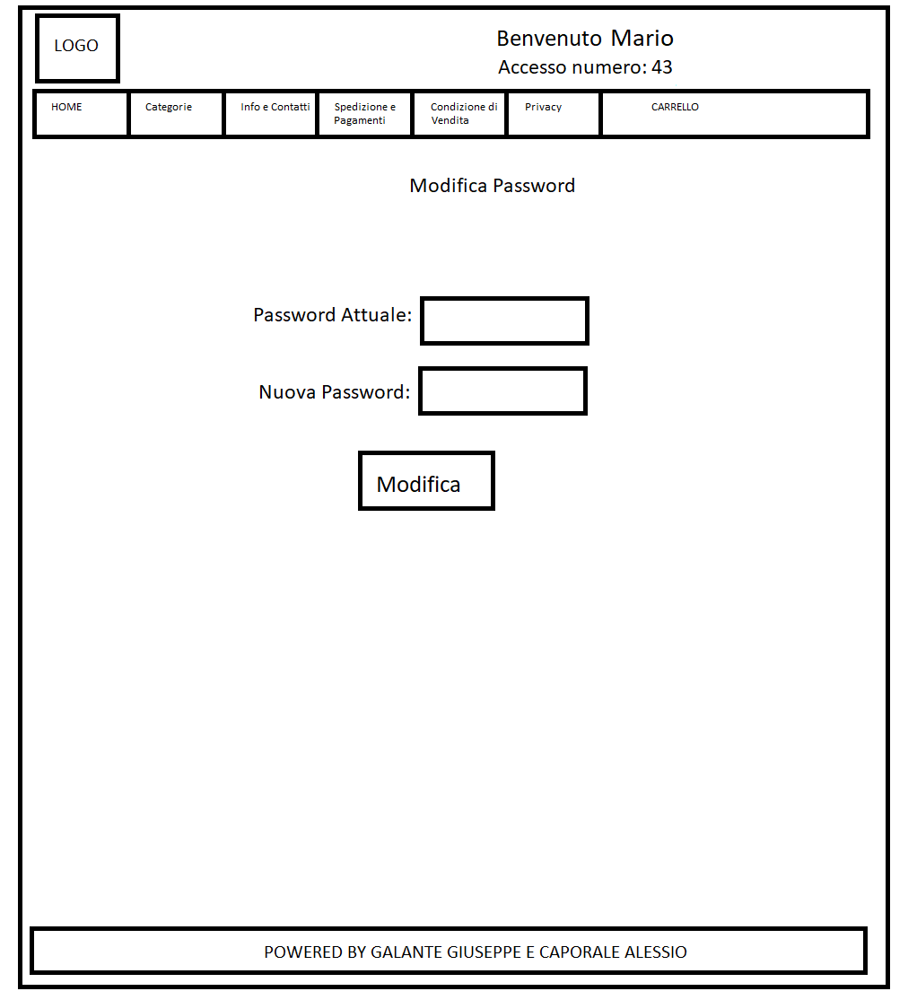 LOGO
Benvenuto Mario
Accesso numero: 43
HOME
Categorie
Info e Contatti
Spedizione e
Pagamenti
Condizione di
Vendita
Privacy
CARRELLO
Modifica Password
Password Attuale:
Nuova Password:
Modifica
POWERED BY GALANTE GIUSEPPE E CAPORALE ALESSIO